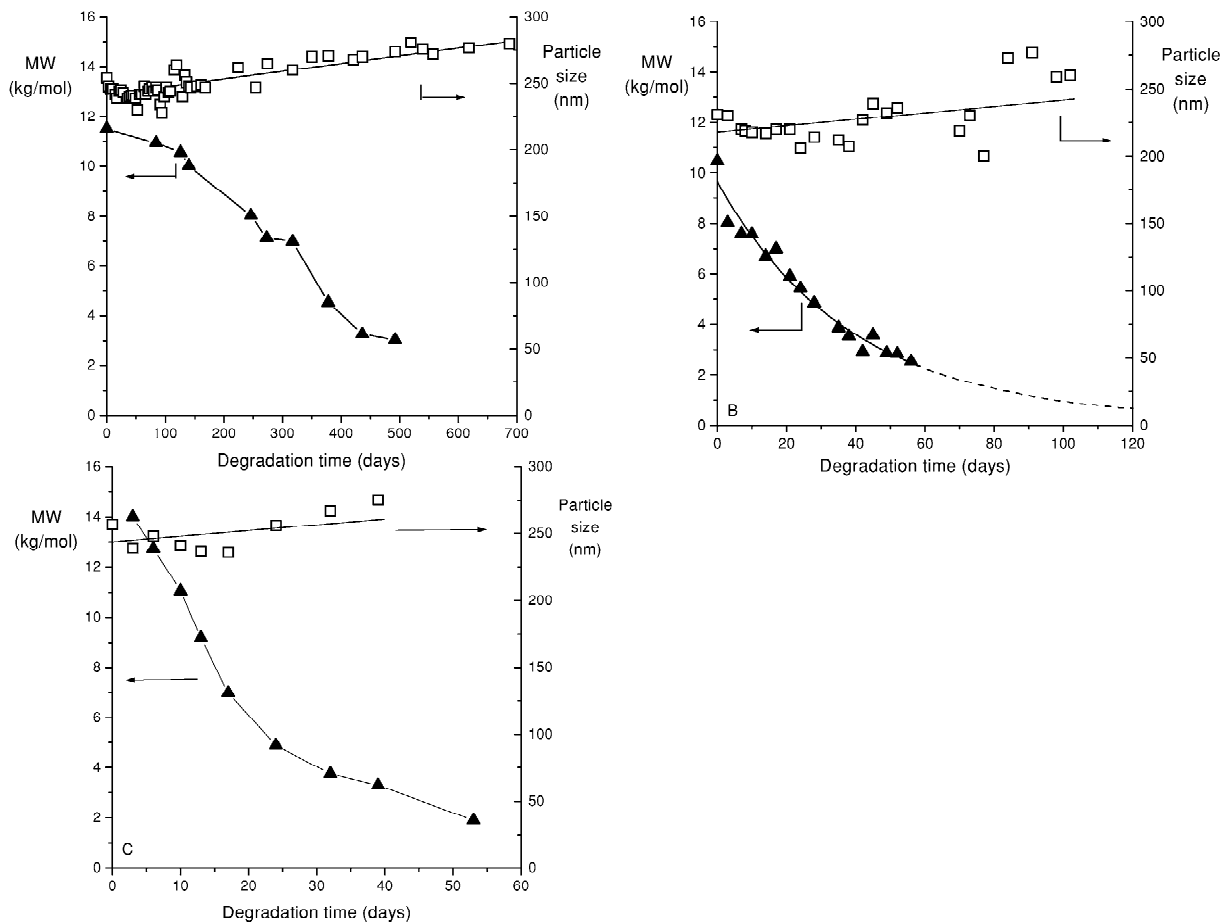 16
14
12
10
8
6
4
2
0
MW
(kg/mol)
300
250
200
150
100
50
0
Particle
size
(nm)
0 100 200 300 400 500 600 700
Degradation time (days)
16
14
12
10
8
6
4
2
0
MW
(kg/mol)
300
250
200
150
100
50
0
Particle
size
(nm)
B
0 20 40 60 80 100 120
Degradation time (days)
16
14
12
10
8
6
4
2
0
MW
(kg/mol)
300
250
200
150
100
50
0
Particle
size
(nm)
C
0 10 20 30 40 50 60
Degradation time (days)